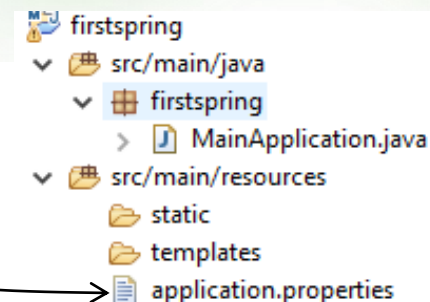 firstspring
src/main/java
firstspring
MainApplication.java
src/main/resources
static
templates
application.properties